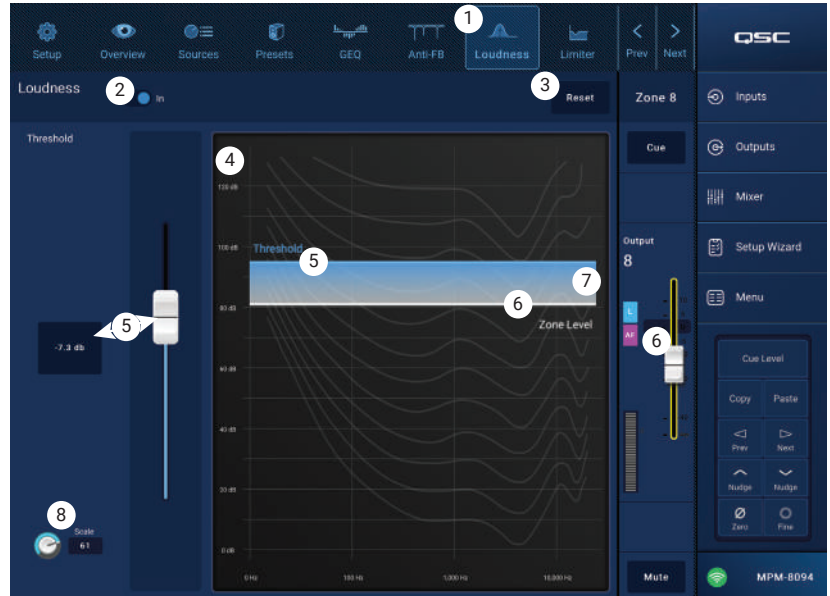 1
Setup
Overview
Sources
Presets
GEQ
Anti-FB
Loudness
Limiter
Prev
Next
QSC
Loudness
2
In
3
Reset
Zone 8
Inputs
Threshold
4
Cue
Outputs
120 dB
Mixer
100 dB
Threshold
5
Output
8
Setup Wizard
7
80 dB
6
Zone Level
L
AF
6
Menu
5
-7.3 db
60 dB
Cue Level
Copy
Paste
40 dB
Prev
Next
Nudge
Nudge
8
Scale
61
Zero
Fine
0 dB
0 Hz
100 Hz
1,000 Hz
10,000 Hz
Mute
MPM-8094